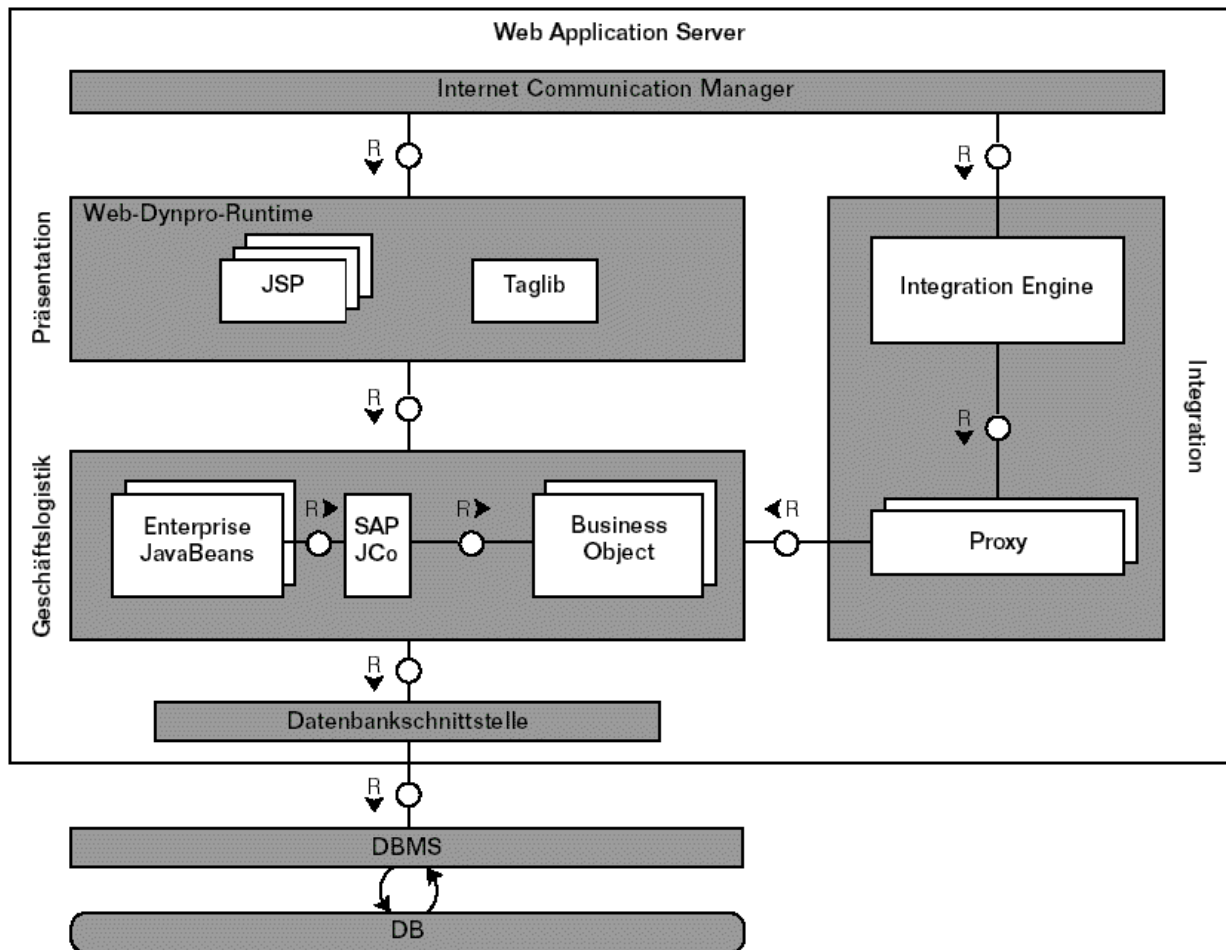 Web Application Server
Internet Communication Manager
R
R
Präsentation
Web-Dynpro-Runtime
JSP
Taglib
Integration Engine
R
R
Integration
Geschäftslogistik
Enterprise
JavaBeans
R
SAP
JCo
R
Business
Object
R
Proxy
R
Datenbankschnittstelle
R
DBMS
DB